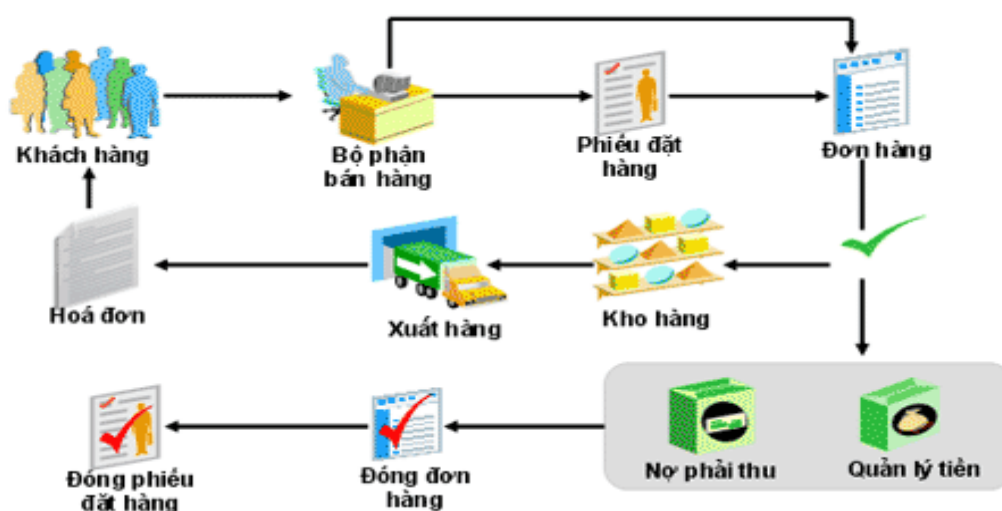 Khách hàng
Bộ phận
bán hàng
Phiếu đặt
hàng
Đơn hàng
Hoá đơn
Xuất hàng
Kho hàng
Đóng phiếu
đặt hàng
Đóng đơn
hàng
Nợ phải thu
Quản lý tiền